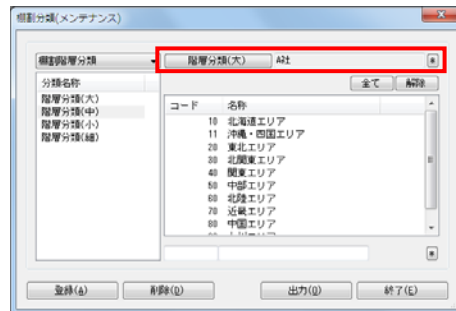 棚割分類(メンテナンス)
棚割階層分類
階層分類(大)
A社
分類名称
全て
解除
階層分類(大)
階層分類(中)
階層分類(小)
階層分類(細)
コード 名称
10 北海道エリア
11 沖縄・四国エリア
20 東北エリア
30 北関東エリア
40 関東エリア
50 中部エリア
60 北陸エリア
70 近畿エリア
80 中国エリア
登録(A)
削除(D)
出力(O)
終了(E)